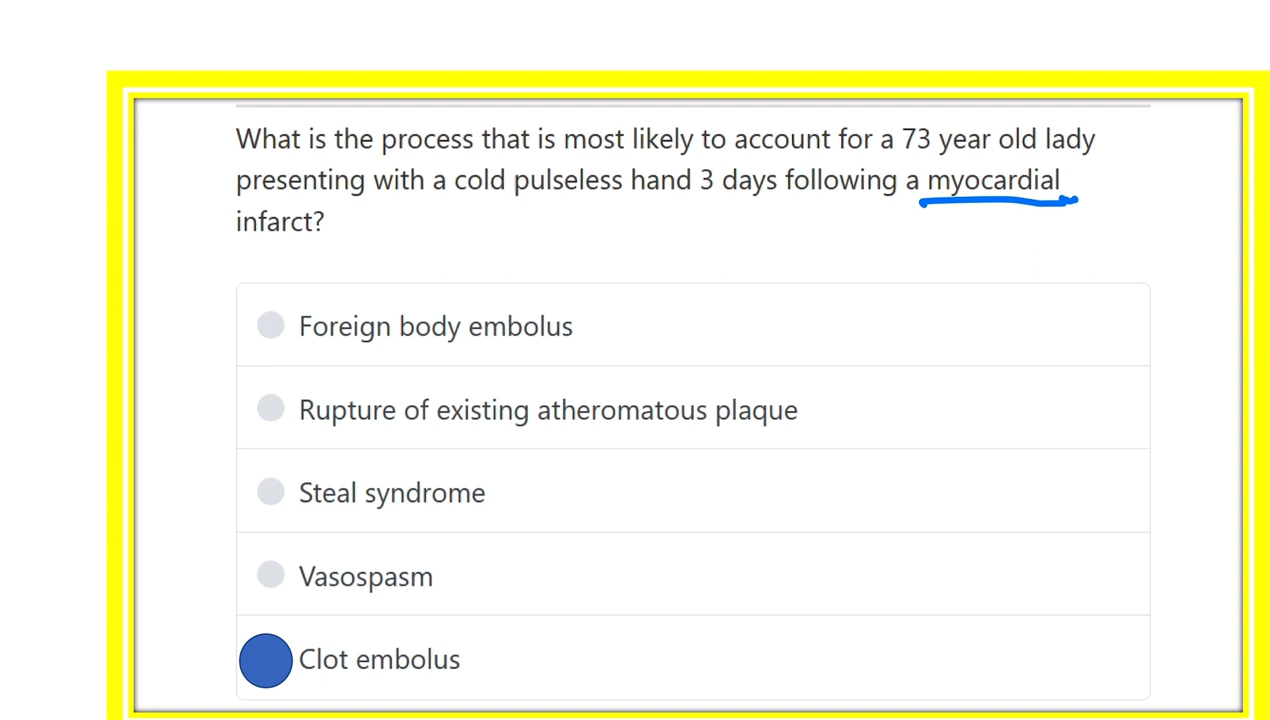 What is the process that is most likely to account for a 73 year old lady
presenting with a cold pulseless hand 3 days following a myocardial
infarct?
Foreign body embolus
Rupture of existing atheromatous plaque
Steal syndrome
Vasospasm
Clot embolus